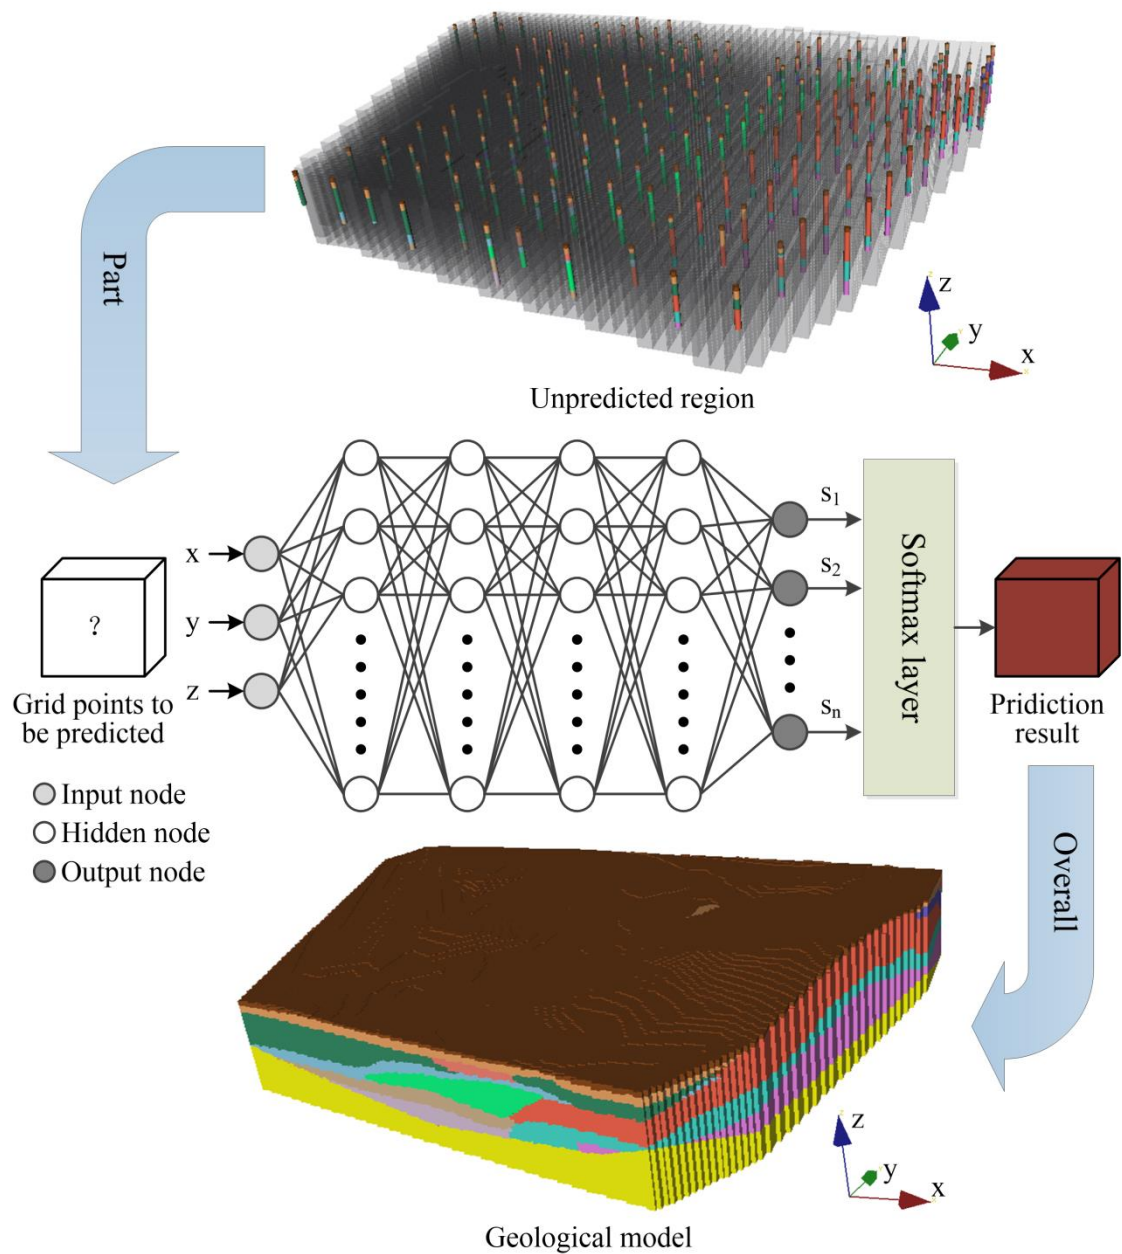 z
y
x
Unpredicted region
Part
x
y
z
?
Grid points to
be predicted
s1
s2
sn
Softmax layer
Pridiction
result
Input node
Hidden node
Output node
Overall
z
y
x
Geological model